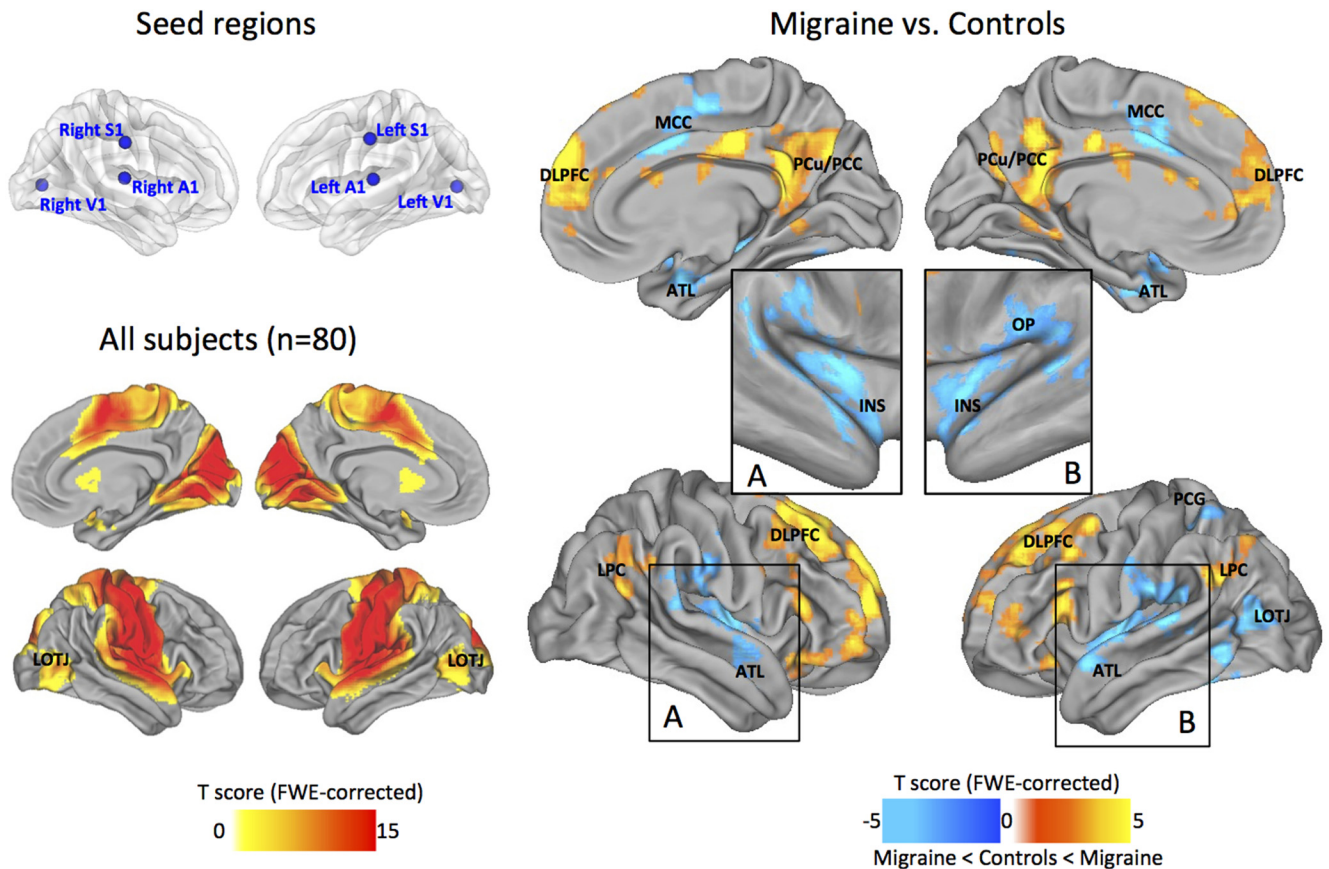 Seed regions
Migraine vs. Controls
Right S1
Left S1
Right A1
Left A1
Right V1
Left V1
MCC
MCC
PCu/PCC
PCu/PCC
DLPFC
DLPFC
ATL
ATL
All subjects (n=80)
OP
INS
INS
A
B
LOTJ
LOTJ
DLPFC
LPC
ATL
A
PCG
DLPFC
LPC
LOTJ
ATL
B
T score (FWE-corrected)
0
15
T score (FWE-corrected)
-5
0
5
Migraine < Controls < Migraine